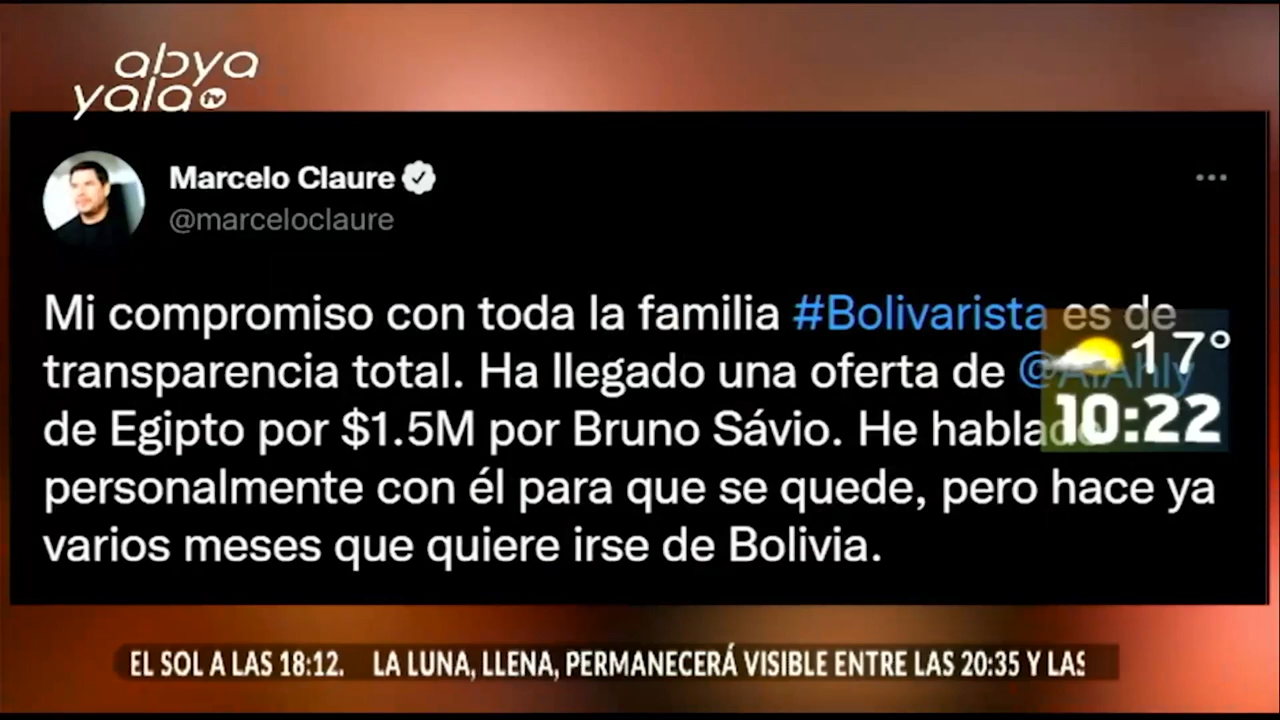 abya
yala tv
Marcelo Claure
@marceloclaure
Mi compromiso con toda la familia #Bolivarista es de
transparencia total. Ha llegado una oferta de @AlAhly
17°
de Egipto por $1.5M por Bruno Sávio. He hablado
10:22
personalmente con él para que se quede, pero hace ya
varios meses que quiere irse de Bolivia.
EL SOL A LAS 18:12. LA LUNA, LLENA, PERMANECERÁ VISIBLE ENTRE LAS 20:35 Y LAS